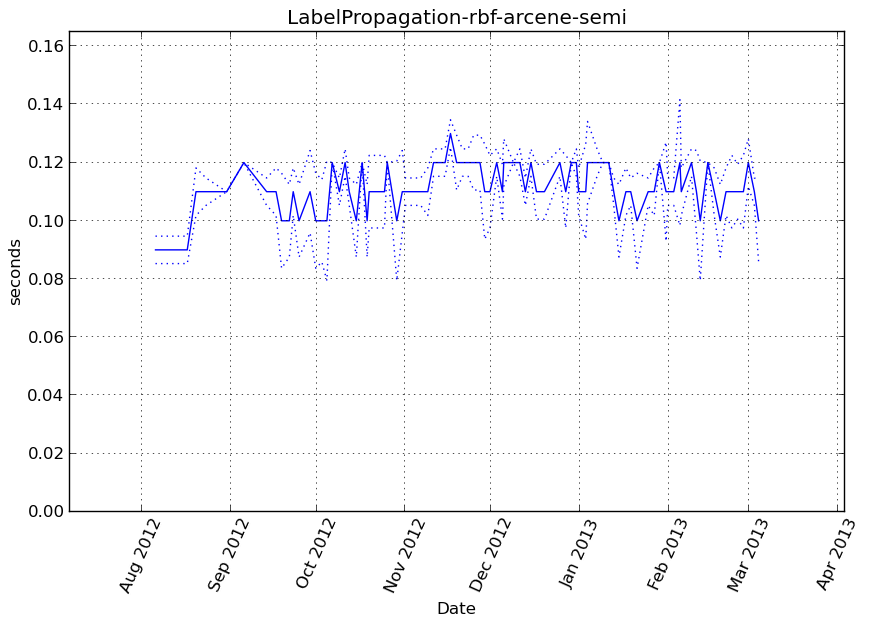 LabelPropagation-rbf-arcene-semi
0.16
0.14
0.12
0.10
0.08
0.06
0.04
0.02
0.00
seconds
Aug 2012
Sep 2012
Oct 2012
Nov 2012
Dec 2012
Jan 2013
Feb 2013
Mar 2013
Apr 2013
Date